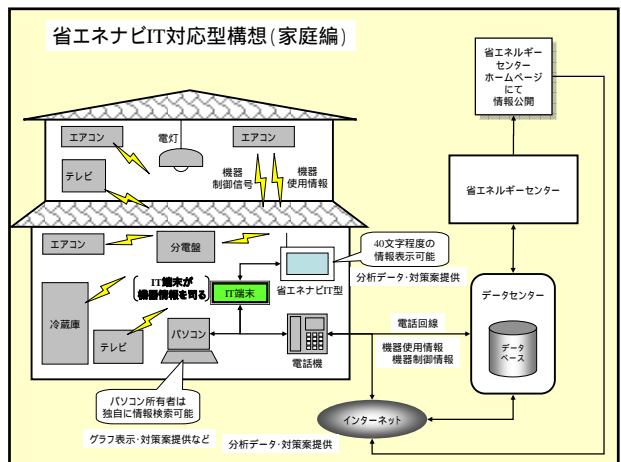 省エネナビIT対応型構想(家庭編)
省エネルギー
センター
ホームページ
にて
情報公開
エアコン
電灯
エアコン
テレビ
機器
制御信号
機器
使用情報
省エネルギーセンター
エアコン
分電盤
40文字程度の
情報表示可能
IT端末が
機器情報を司る
IT端末
省エネナビIT型
分析データ・対策案提供
データセンター
冷蔵庫
テレビ
パソコン
電話機
電話回線
機器使用情報
機器制御情報
データ
ベース
パソコン所有者は
独自に情報検索可能
インターネット
グラフ表示・対策案提供など
分析データ・対策案提供